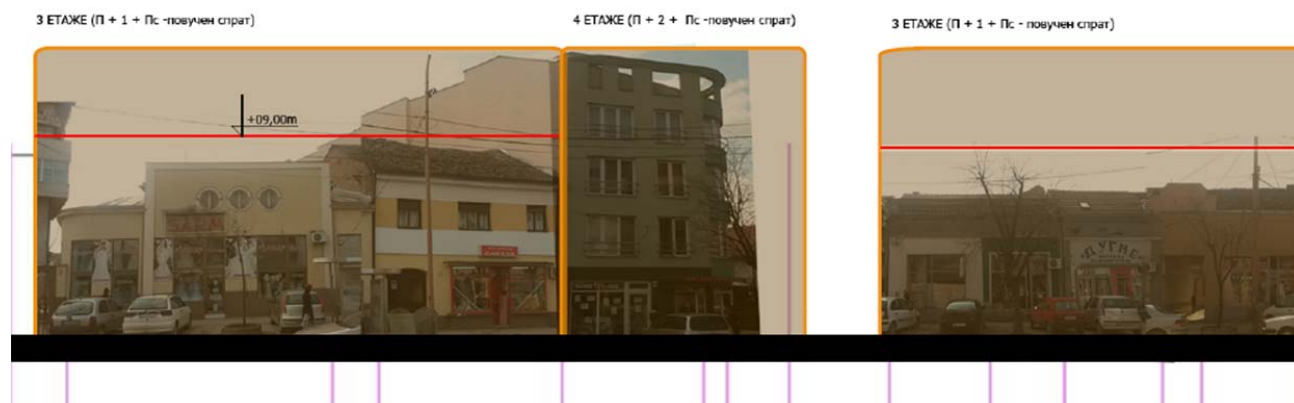 3 ЕТАЖЕ (П + 1 + Пс -повучен спрат)
4 ЕТАЖЕ (П + 2 + Пс -повучен спрат)
3 ЕТАЖЕ (П + 1 + Пс - повучен спрат)
+09,00m
ДУГМЕ